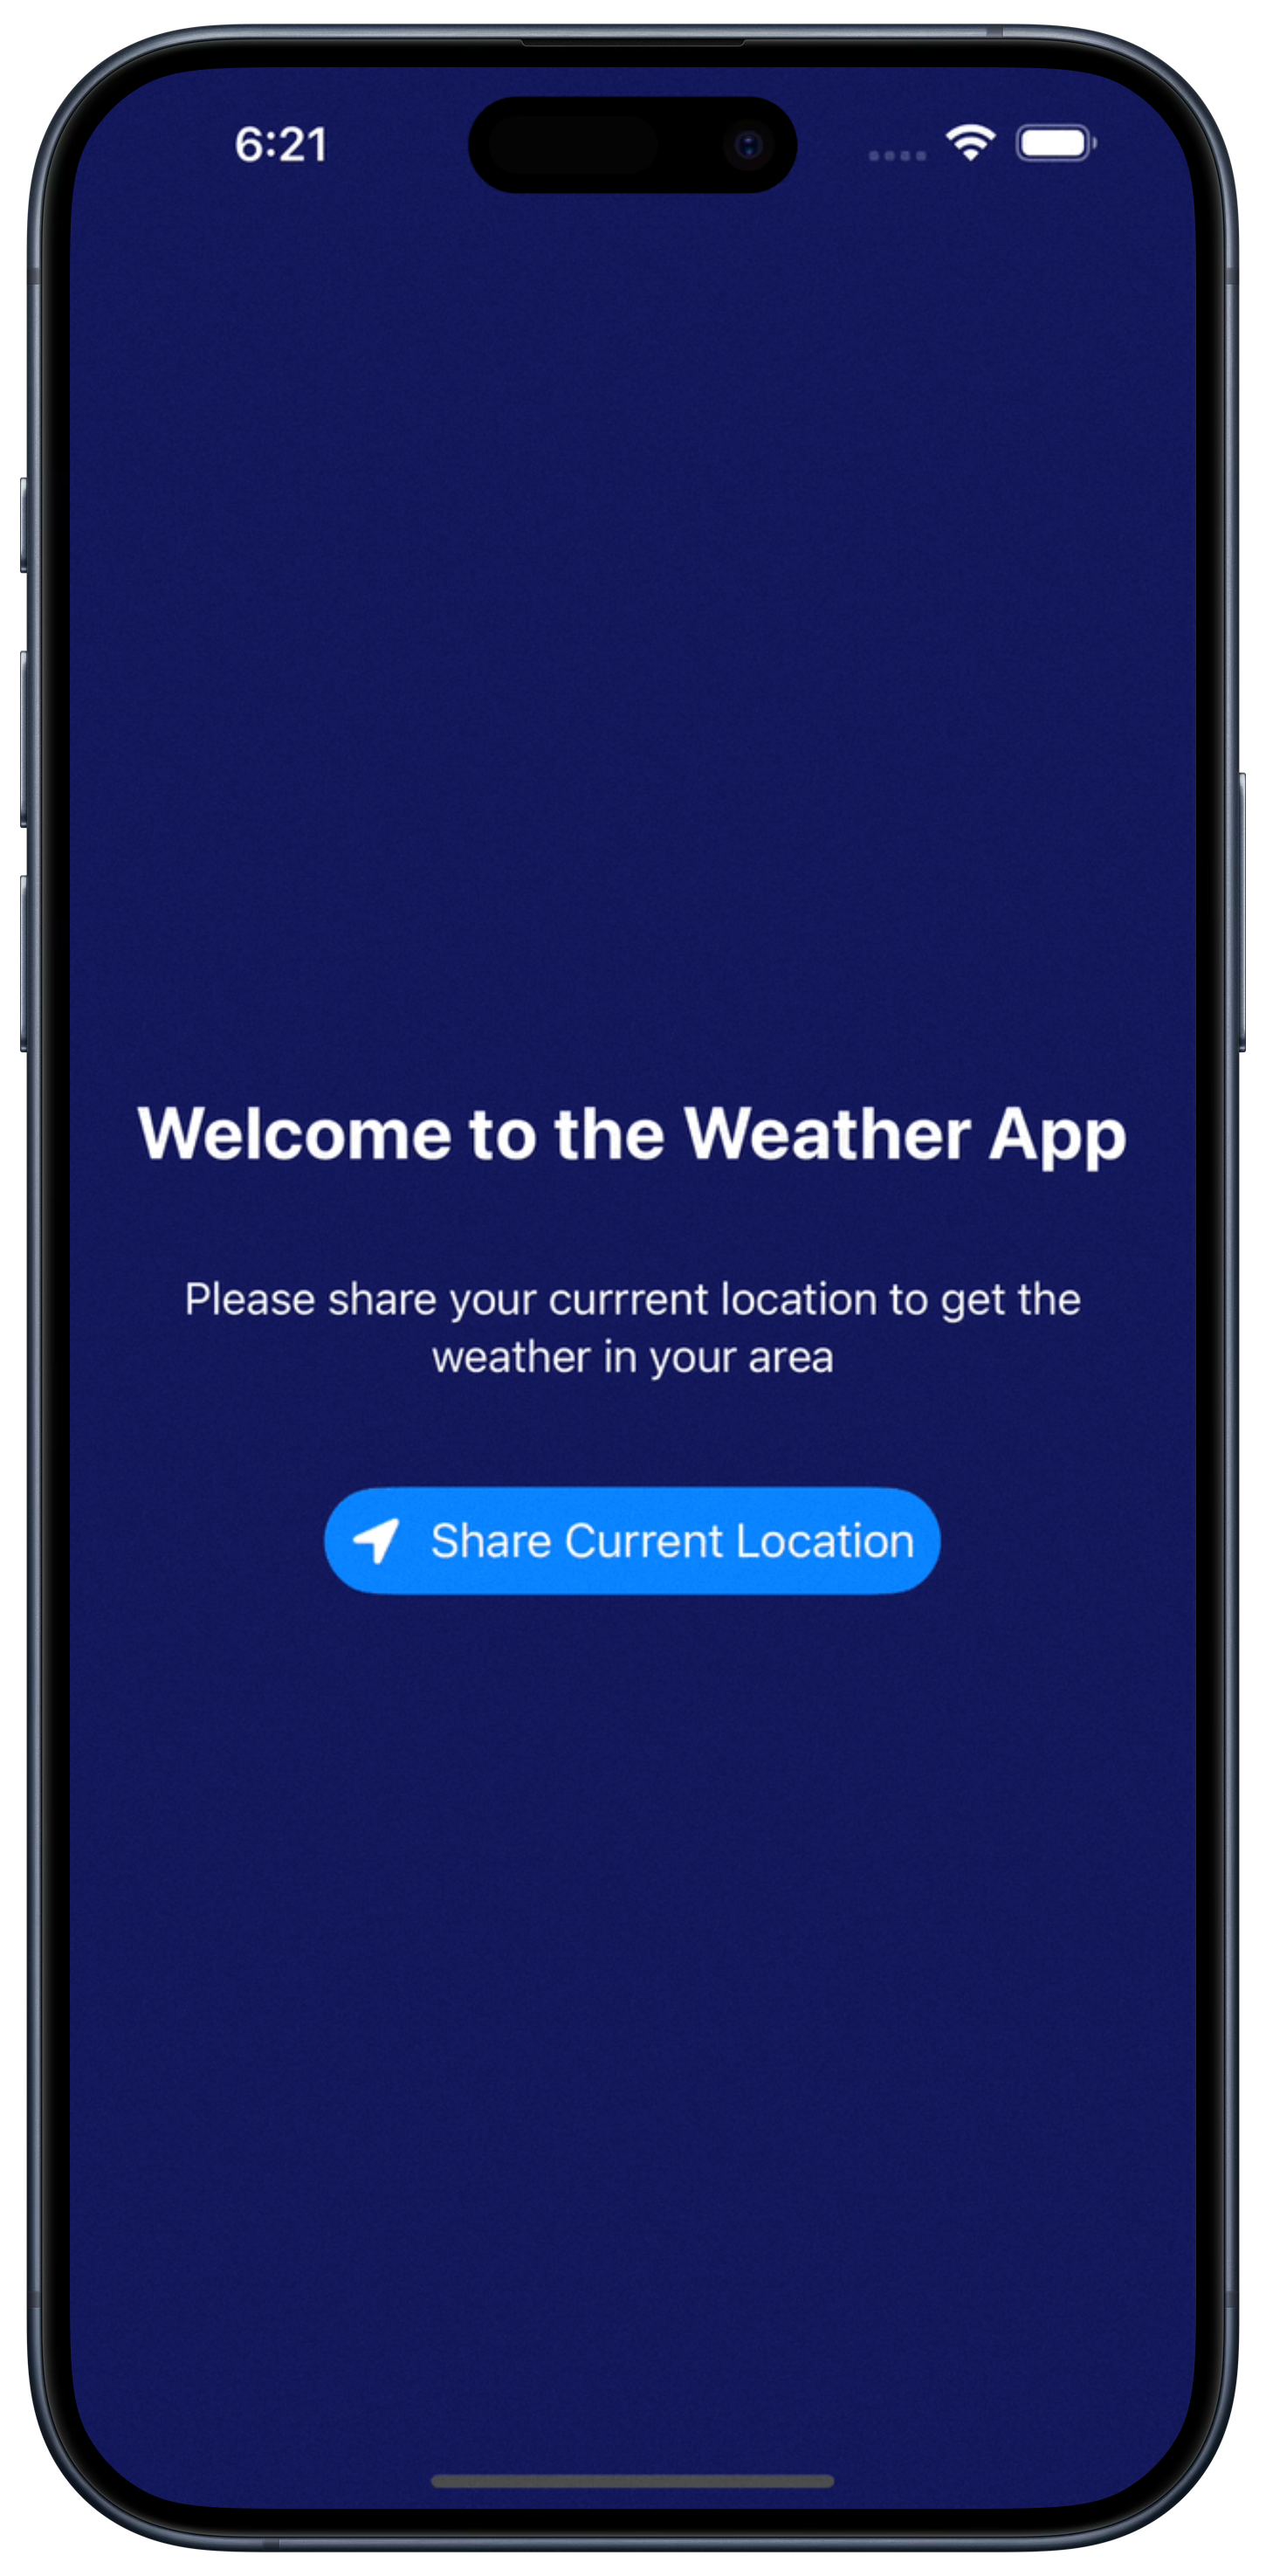 6:21
Welcome to the Weather App
Please share your currrent location to get the
weather in your area
Share Current Location